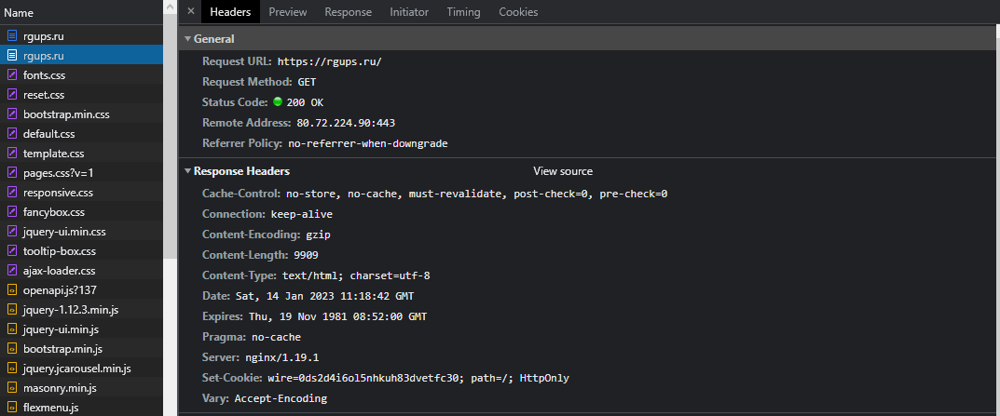 Name
rgups.ru
rgups.ru
fonts.css
reset.css
bootstrap.min.css
default.css
template.css
pages.css?v=1
responsive.css
fancybox.css
jquery-ui.min.css
tooltip-box.css
ajax-loader.css
openapi.js?137
jquery-1.12.3.min.js
jquery-ui.min.js
bootstrap.min.js
jquery.jcarousel.min.js
masonry.min.js
flexmenu.js
× Headers Preview Response Initiator Timing Cookies
▼ General
Request URL: https://rgups.ru/
Request Method: GET
Status Code: 200 OK
Remote Address: 80.72.224.90:443
Referrer Policy: no-referrer-when-downgrade
▼ Response Headers View source
Cache-Control: no-store, no-cache, must-revalidate, post-check=0, pre-check=0
Connection: keep-alive
Content-Encoding: gzip
Content-Length: 9909
Content-Type: text/html; charset=utf-8
Date: Sat, 14 Jan 2023 11:18:42 GMT
Expires: Thu, 19 Nov 1981 08:52:00 GMT
Pragma: no-cache
Server: nginx/1.19.1
Set-Cookie: wire=0ds2d4i6ol5nhkuh83dvetfc30; path=/; HttpOnly
Vary: Accept-Encoding